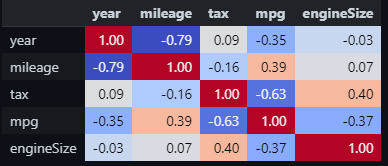 year mileage tax mpg engineSize
year 1.00 -0.79 0.09 -0.35 -0.03
mileage -0.79 1.00 -0.16 0.39 0.07
tax 0.09 -0.16 1.00 -0.63 0.40
mpg -0.35 0.39 -0.63 1.00 -0.37
engineSize -0.03 0.07 0.40 -0.37 1.00